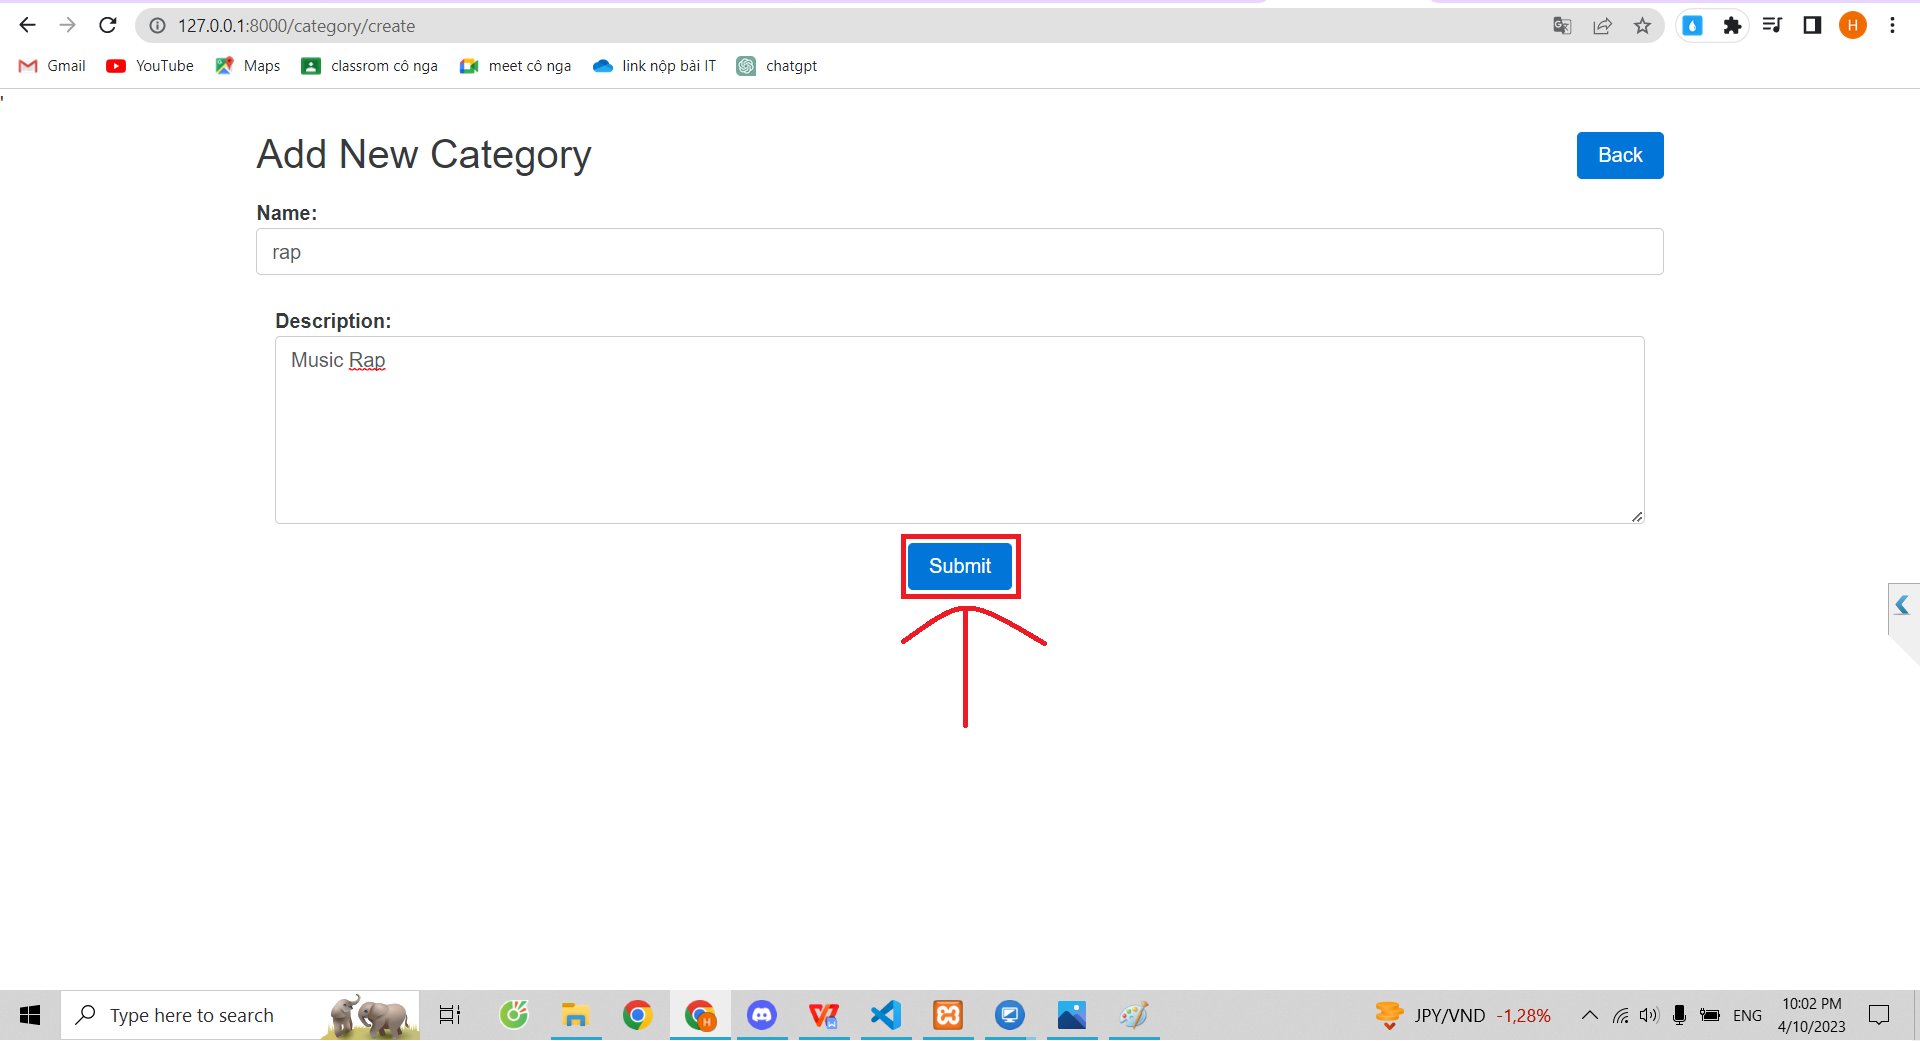 127.0.0.1:8000/category/create
H
Gmail
YouTube
Maps
classrom cô nga
meet cô nga
link nộp bài IT
chatgpt
'
Add New Category
Back
Name:
rap
Description:
Music Rap
Submit
Type here to search
H
JPY/VND -1,28%
ENG
10:02 PM
4/10/2023